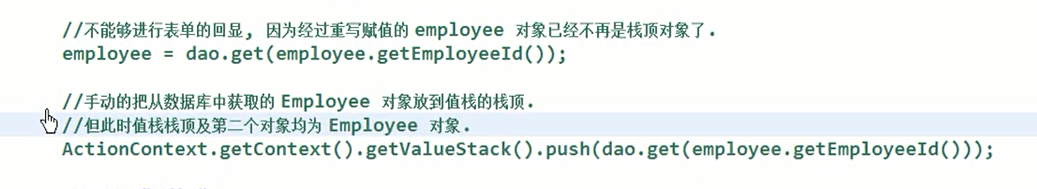 //不能够进行表单的回显, 因为经过重写赋值的 employee 对象已经不再是栈顶对象了.
employee = dao.get(employee.getEmployeeId());
//手动的把从数据库中获取的 Employee 对象放到值栈的栈顶.
//但此时值栈栈顶及第二个对象均为 Employee 对象.
ActionContext.getContext().getValueStack().push(dao.get(employee.getEmployeeId()));